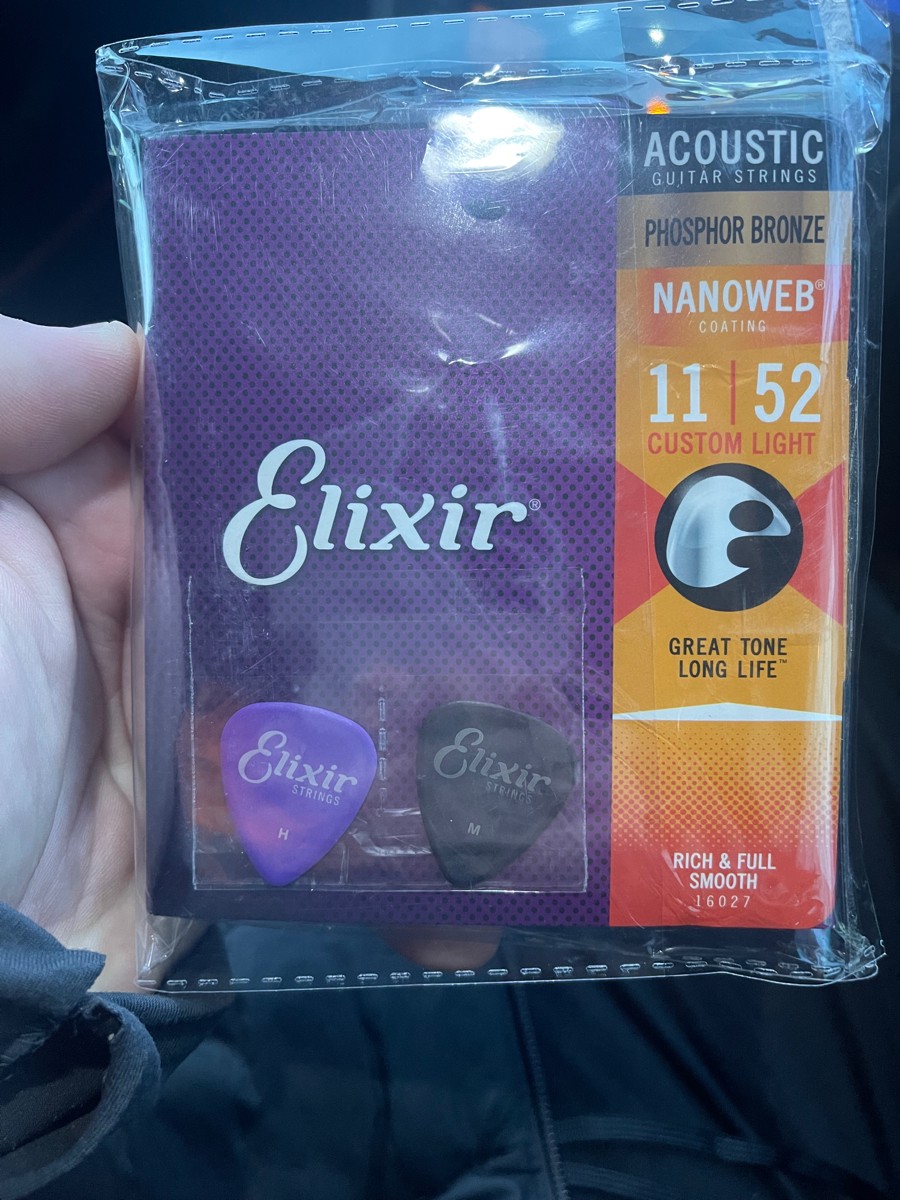 ACOUSTIC
GUITAR STRINGS
PHOSPHOR BRONZE
NANOWEB®
COATING
11 | 52
CUSTOM LIGHT
Elixir®
GREAT TONE
LONG LIFE™
Elixir
STRINGS
H
Elixir
STRINGS
M
RICH & FULL
SMOOTH
16027